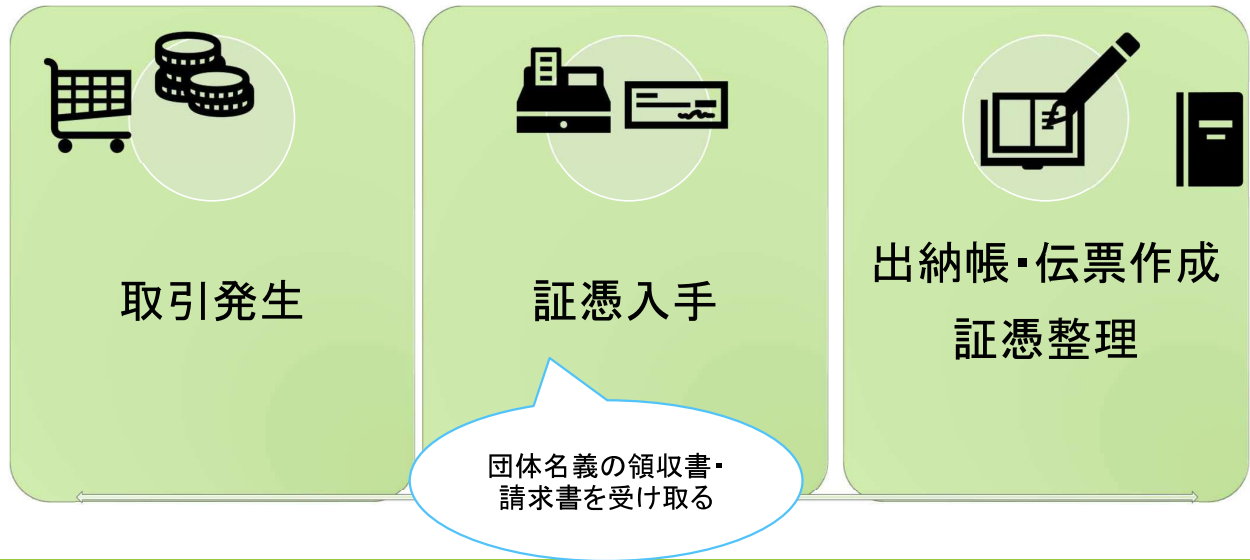 取引発生
証憑入手
出納帳・伝票作成
証憑整理
団体名義の領収書・
請求書を受け取る